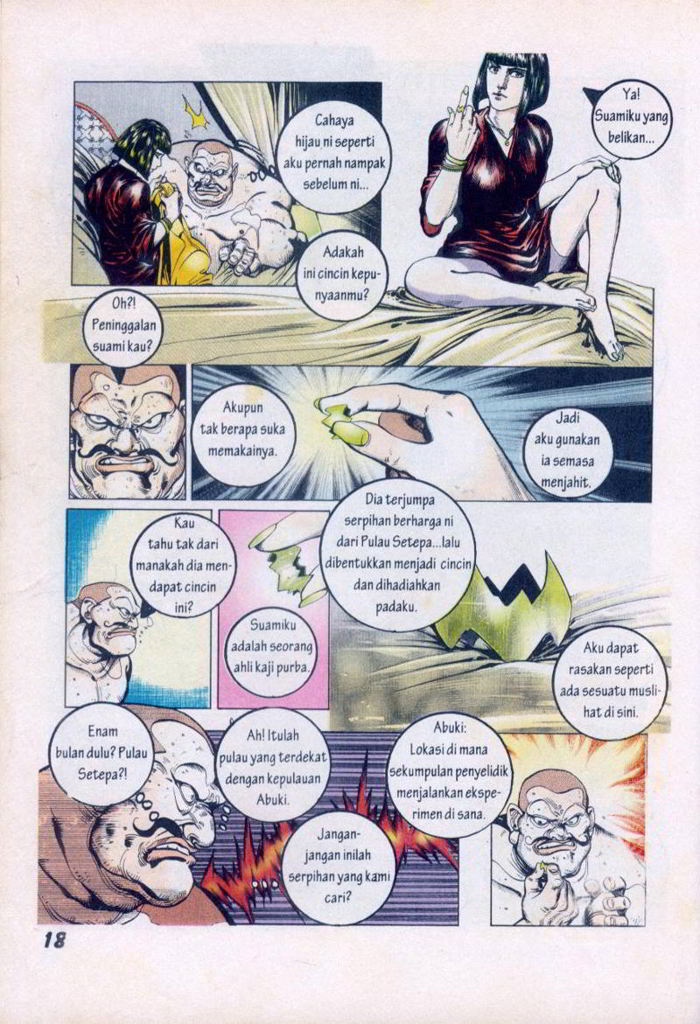 Cahaya
hijau ni seperti
aku pernah nampak
sebelum ni...
Adakah
ini cincin kepu-
nyaanmu?
Ya!
Suamiku yang
belikan...
Oh?!
Peninggalan
suami kau?
Akupun
tak berapa suka
memakainya.
Jadi
aku gunakan
ia semasa
menjahit.
Kau
tahu tak dari
manakah dia men-
dapat cincin
ini?
Suamiku
adalah seorang
ahli kaji purba.
Dia terjumpa
serpihan berharga ni
dari Pulau Setepa...lalu
dibentukkan menjadi cincin
dan dihadiahkan
padaku.
Aku dapat
rasakan seperti
ada sesuatu musli-
hat di sini.
Enam
bulan dulu? Pulau
Setepa?!
Ah! Itulah
pulau yang terdekat
dengan kepulauan
Abuki.
Jangan-
jangan inilah
serpihan yang kami
cari?
Abuki:
Lokasi di mana
sekumpulan penyelidik
menjalankan ekspe-
rimen di sana.
18